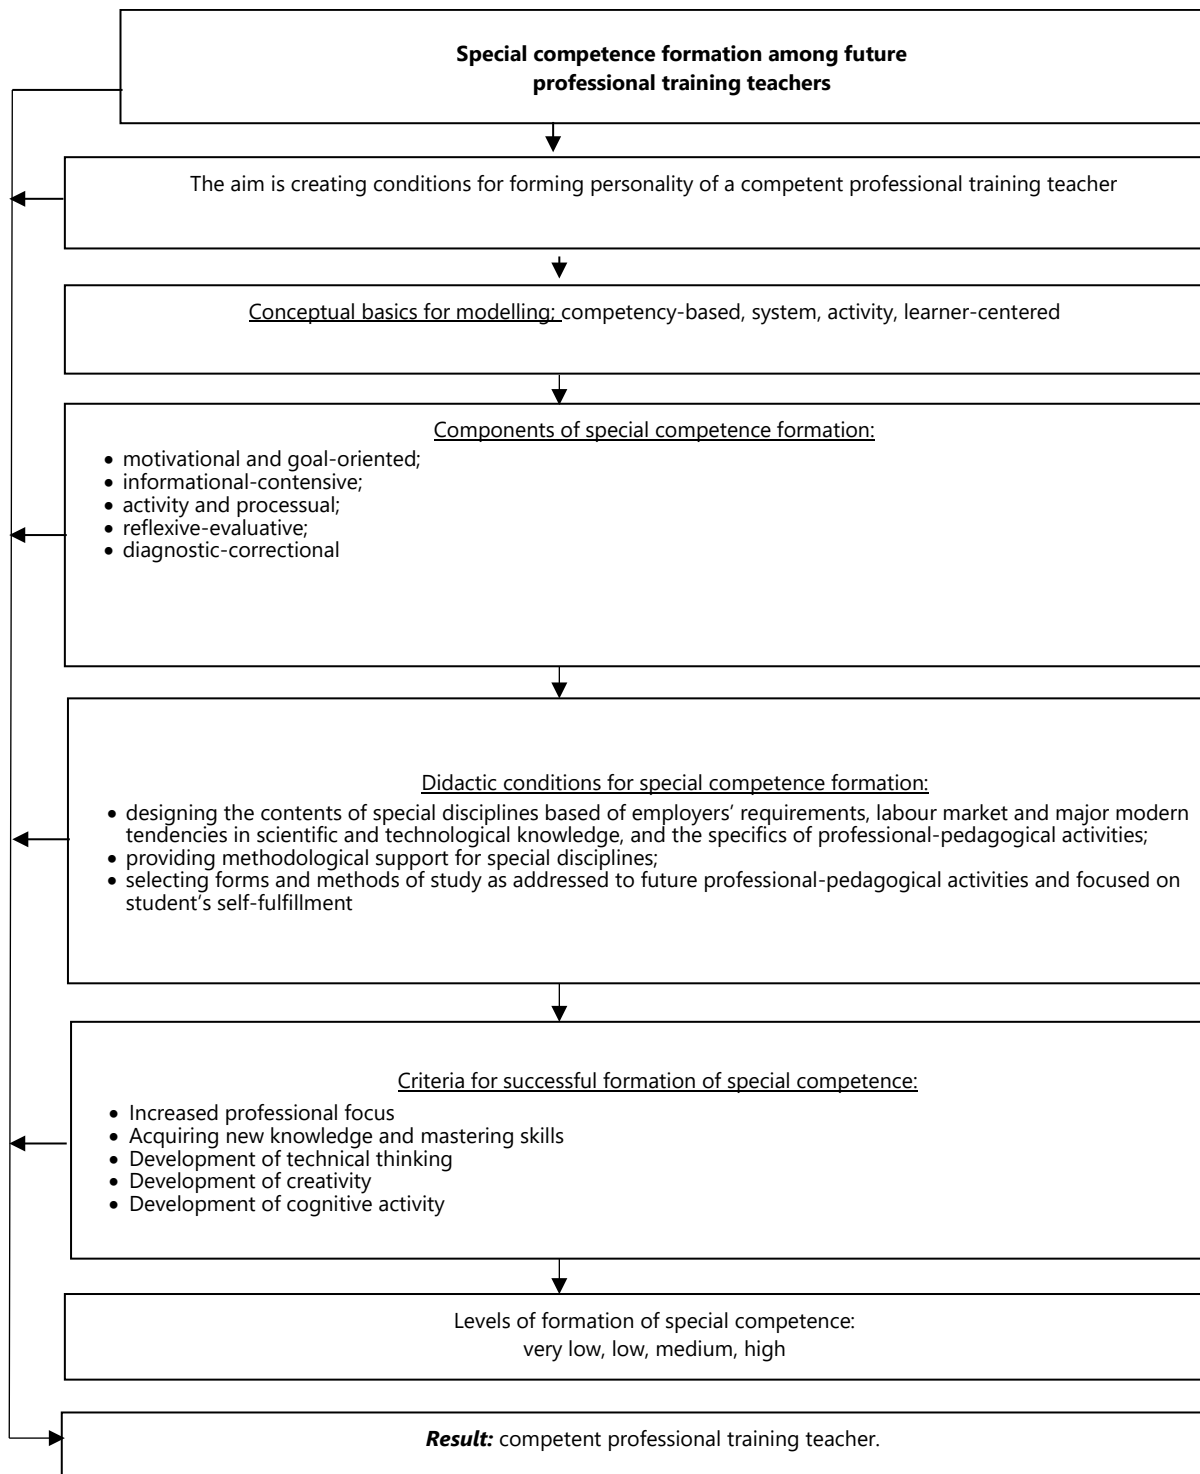 Special competence formation among future
professional training teachers
The aim is creating conditions for forming personality of a competent professional training teacher
Conceptual basics for modelling: competency-based, system, activity, learner-centered
Components of special competence formation:
• motivational and goal-oriented;
• informational-contensive;
• activity and processual;
• reflexive-evaluative;
• diagnostic-correctional
Didactic conditions for special competence formation:
• designing the contents of special disciplines based of employers’ requirements, labour market and major modern
tendencies in scientific and technological knowledge, and the specifics of professional-pedagogical activities;
• providing methodological support for special disciplines;
• selecting forms and methods of study as addressed to future professional-pedagogical activities and focused on
student’s self-fulfillment
Criteria for successful formation of special competence:
• Increased professional focus
• Acquiring new knowledge and mastering skills
• Development of technical thinking
• Development of creativity
• Development of cognitive activity
Levels of formation of special competence:
very low, low, medium, high
Result: competent professional training teacher.